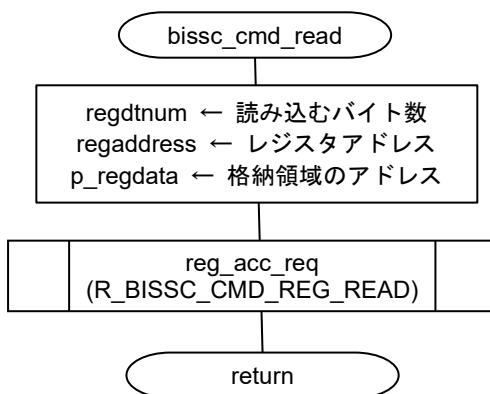 bissc_cmd_read
regdtnum ← 読み込むバイト数
regaddress ← レジスタアドレス
p_regdata ← 格納領域のアドレス
reg_acc_req
(R_BISSC_CMD_REG_READ)
return